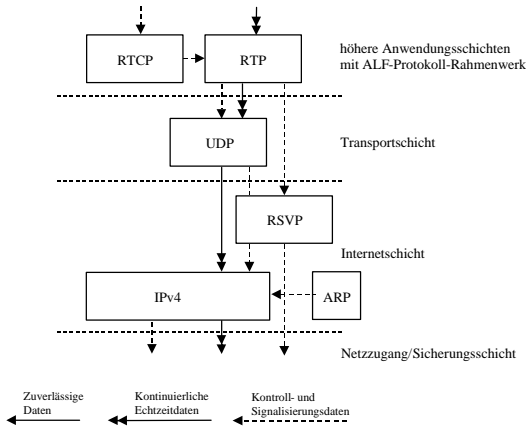 RTCP
RTP
höhere Anwendungsschichten
mit ALF-Protokoll-Rahmenwerk
UDP
Transportschicht
RSVP
Internetschicht
IPv4
ARP
Netzzugang/Sicherungsschicht
Zuverlässige
Daten
Kontinuierliche
Echtzeitdaten
Kontroll- und
Signalisierungsdaten